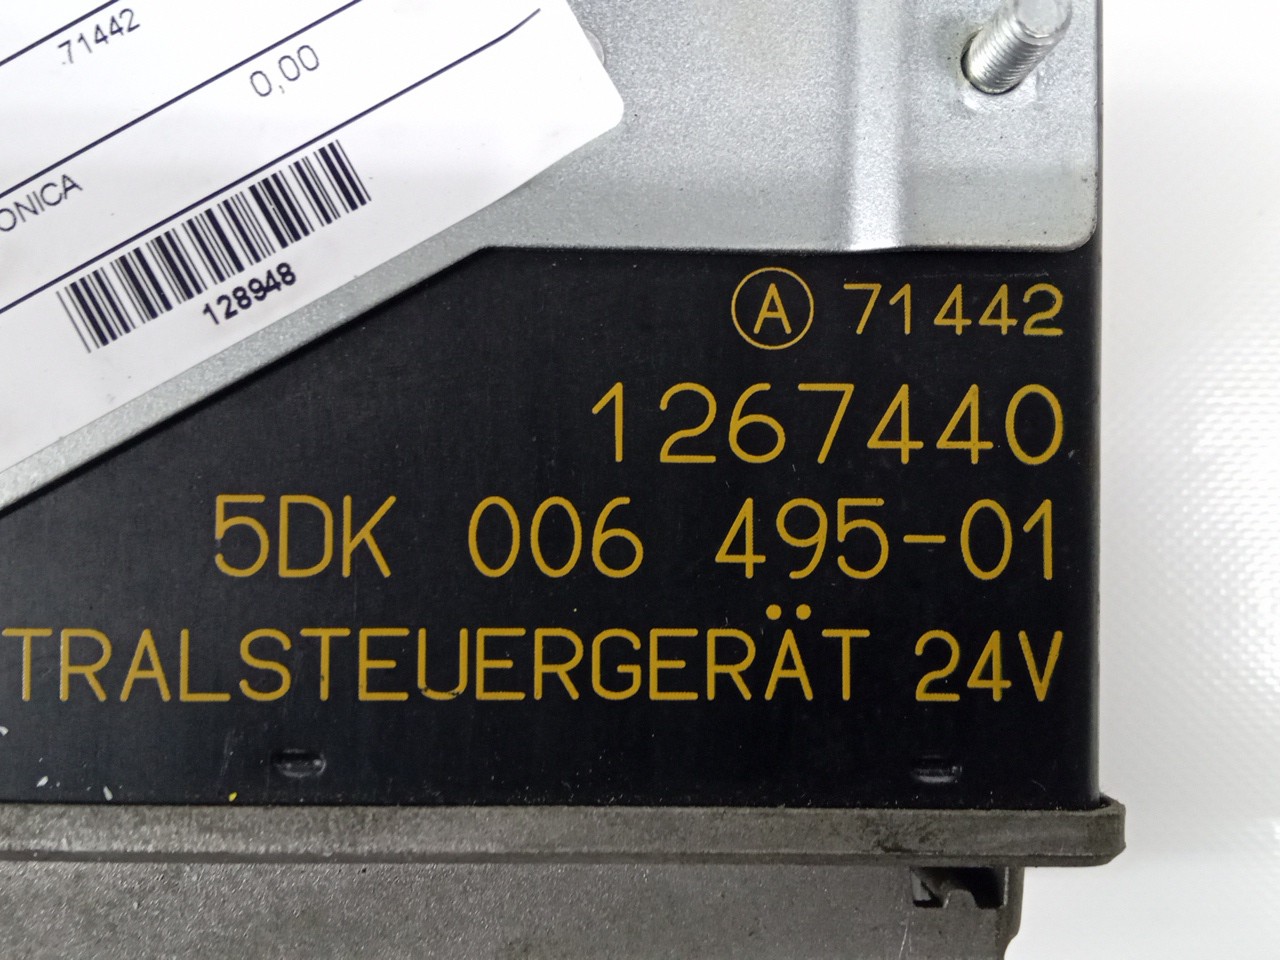 71442
0,00
ONICA
128948
A 71442
1267440
5DK 006 495-01
TRALSTEUERGERÄT 24V